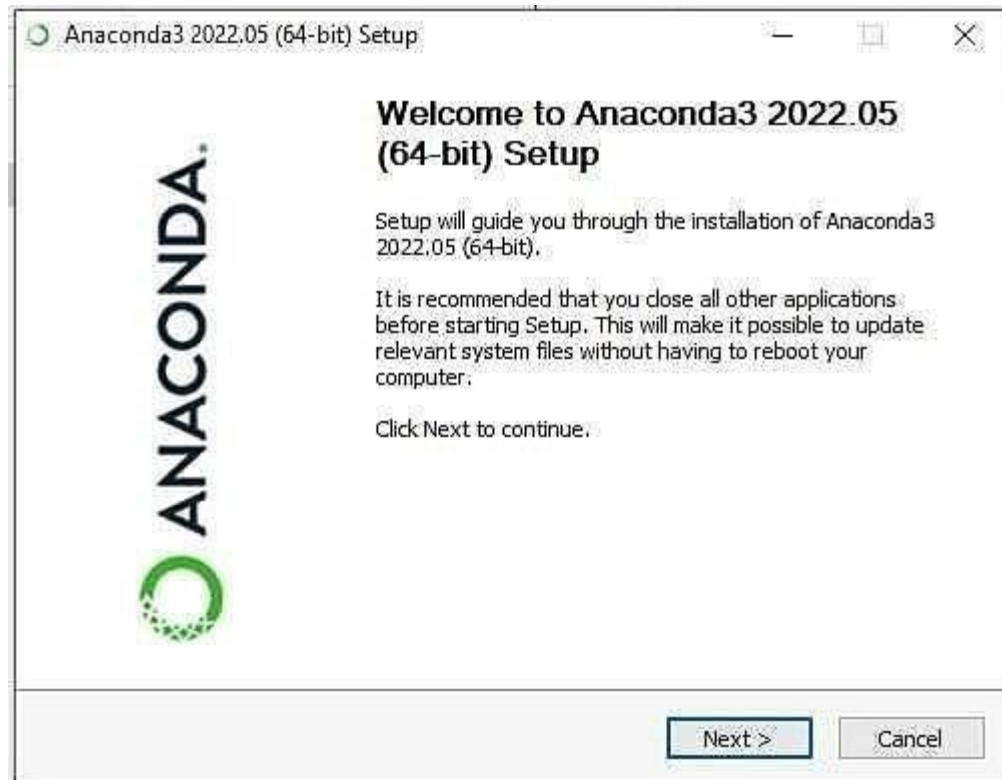 Anaconda3 2022.05 (64-bit) Setup
Welcome to Anaconda3 2022.05
(64-bit) Setup
Setup will guide you through the installation of Anaconda3
2022.05 (64-bit).
It is recommended that you close all other applications
before starting Setup. This will make it possible to update
relevant system files without having to reboot your
computer.
Click Next to continue.
ANACONDA.
Next >
Cancel